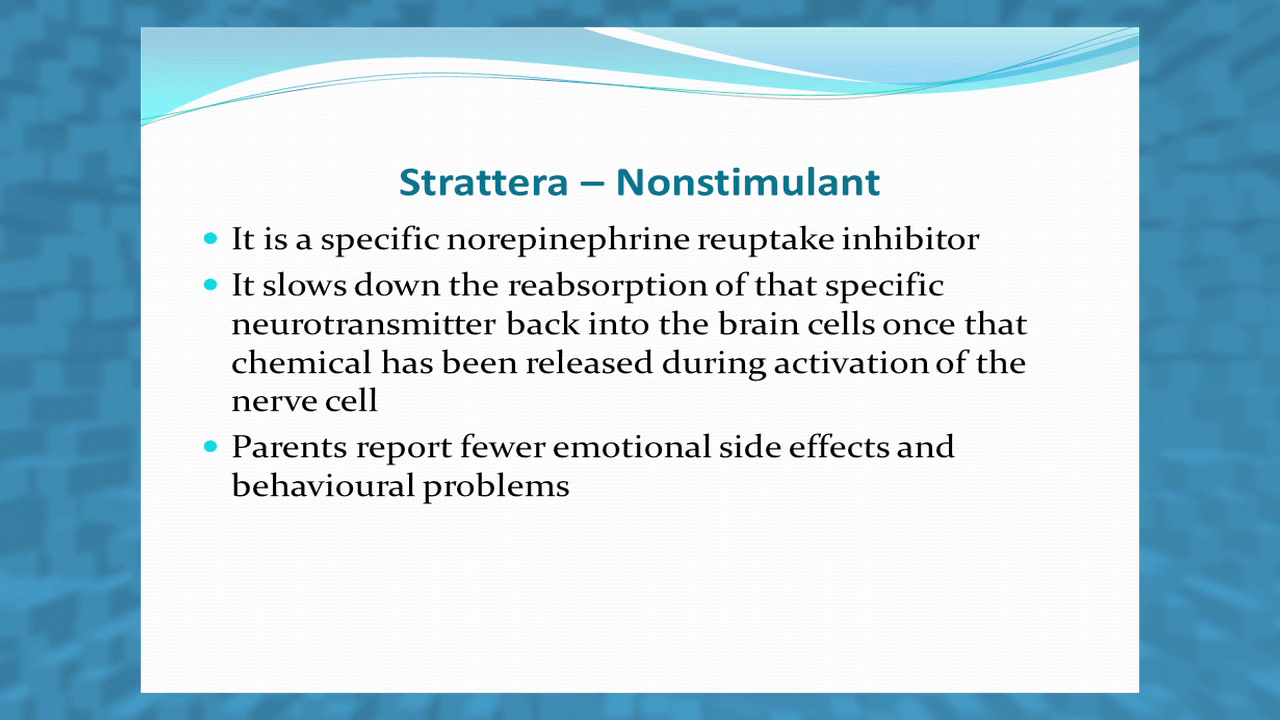 Strattera – Nonstimulant
• It is a specific norepinephrine reuptake inhibitor
• It slows down the reabsorption of that specific
neurotransmitter back into the brain cells once that
chemical has been released during activation of the
nerve cell
• Parents report fewer emotional side effects and
behavioural problems